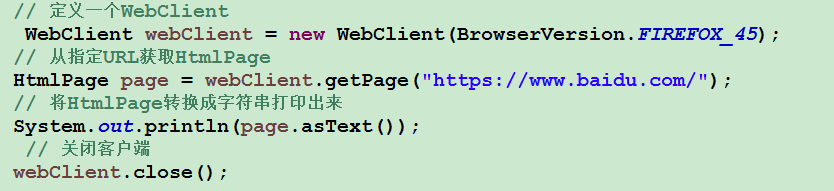 // 定义一个WebClient
WebClient webClient = new WebClient(BrowserVersion.FIREFOX_45);
// 从指定URL获取HtmlPage
HtmlPage page = webClient.getPage("https://www.baidu.com/");
// 将HtmlPage转换成字符串打印出来
System.out.println(page.asText());
// 关闭客户端
webClient.close();